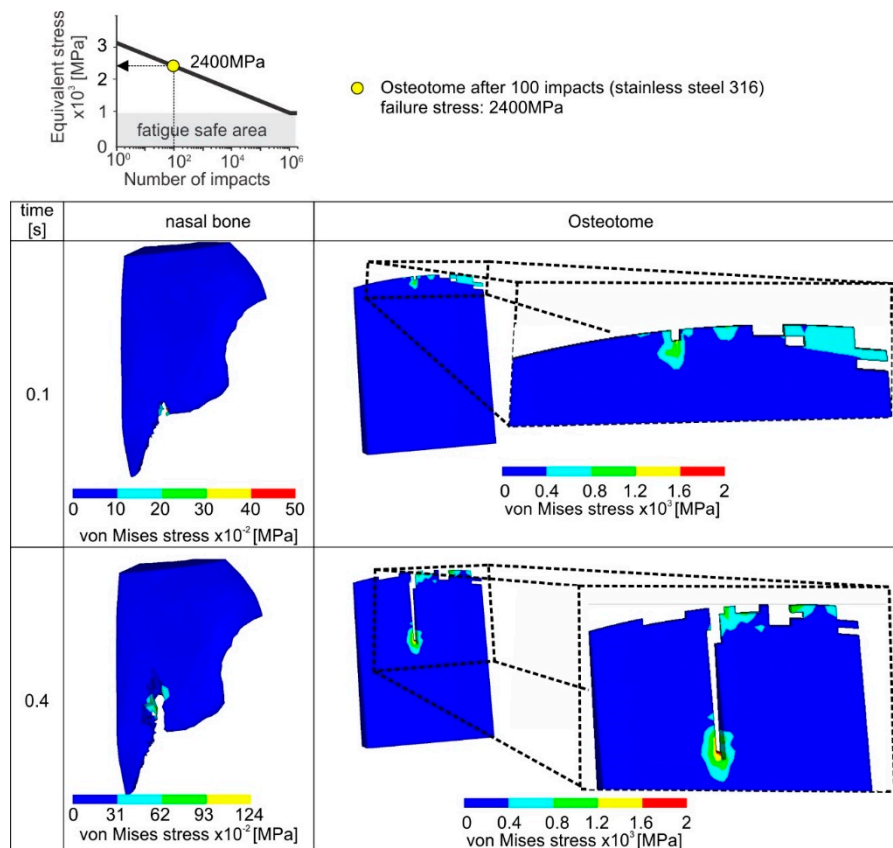 Equivalent stress
x10³ [MPa]
3
2
1
0
2400MPa
fatigue safe area
10⁰ 10² 10⁴ 10⁶
Number of impacts
Osteotome after 100 impacts (stainless steel 316)
failure stress: 2400MPa
time
[s]
nasal bone
Osteotome
0.1
0 10 20 30 40 50
von Mises stress x10⁻² [MPa]
0 0.4 0.8 1.2 1.6 2
von Mises stress x10³ [MPa]
0.4
0 31 62 93 124
von Mises stress x10⁻² [MPa]
0 0.4 0.8 1.2 1.6 2
von Mises stress x10³ [MPa]